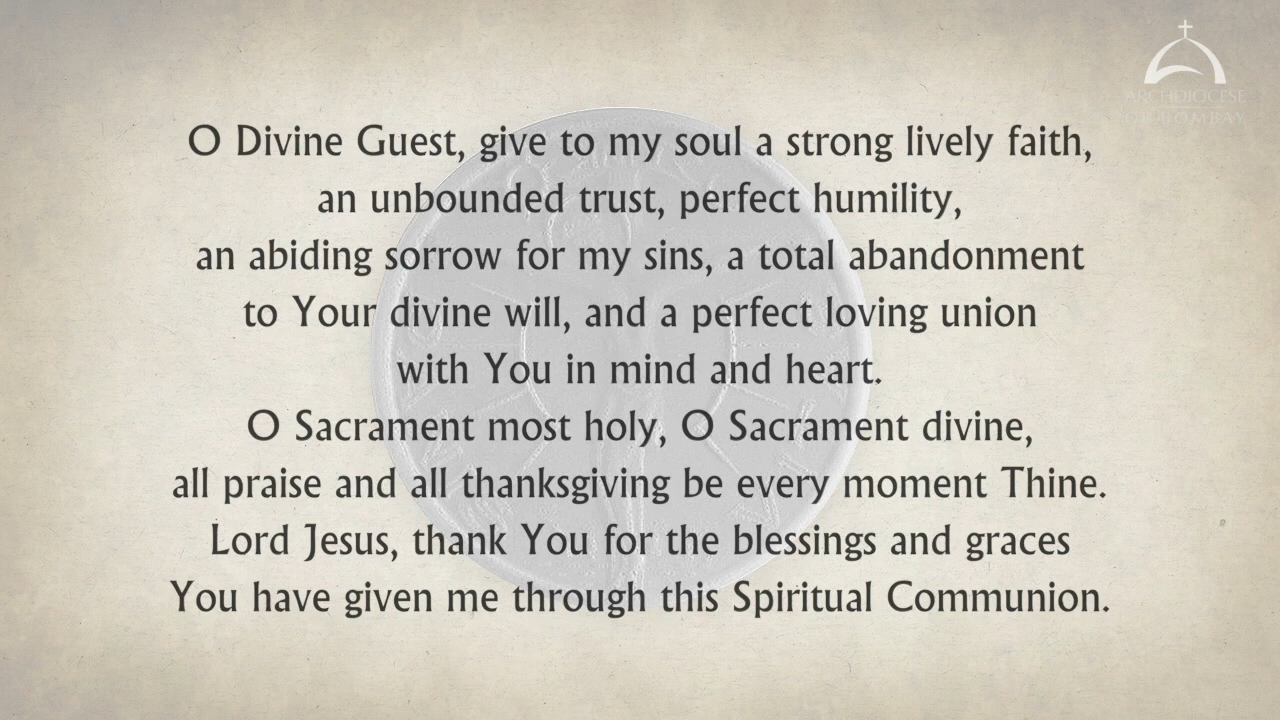 ARCHDIOCESE
OF BOMBAY
O Divine Guest, give to my soul a strong lively faith,
an unbounded trust, perfect humility,
an abiding sorrow for my sins, a total abandonment
to Your divine will, and a perfect loving union
with You in mind and heart.
O Sacrament most holy, O Sacrament divine,
all praise and all thanksgiving be every moment Thine.
Lord Jesus, thank You for the blessings and graces
You have given me through this Spiritual Communion.